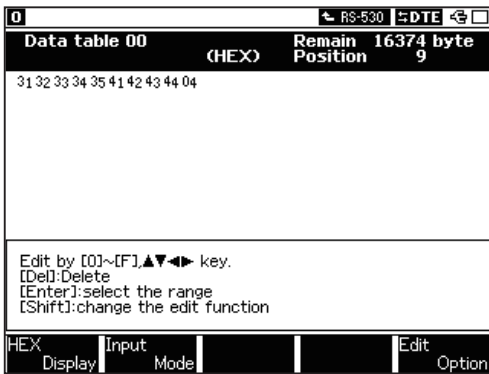 0 RS-530 DTE
Data table 00 (HEX) Remain 16374 byte
Position 9
31 32 33 34 35 41 42 43 44 04
Edit by [0]~[F],▲▼◀▶ key.
[Del]:Delete
[Enter]:select the range
[Shift]:change the edit function
HEX Display Input Mode Edit Option